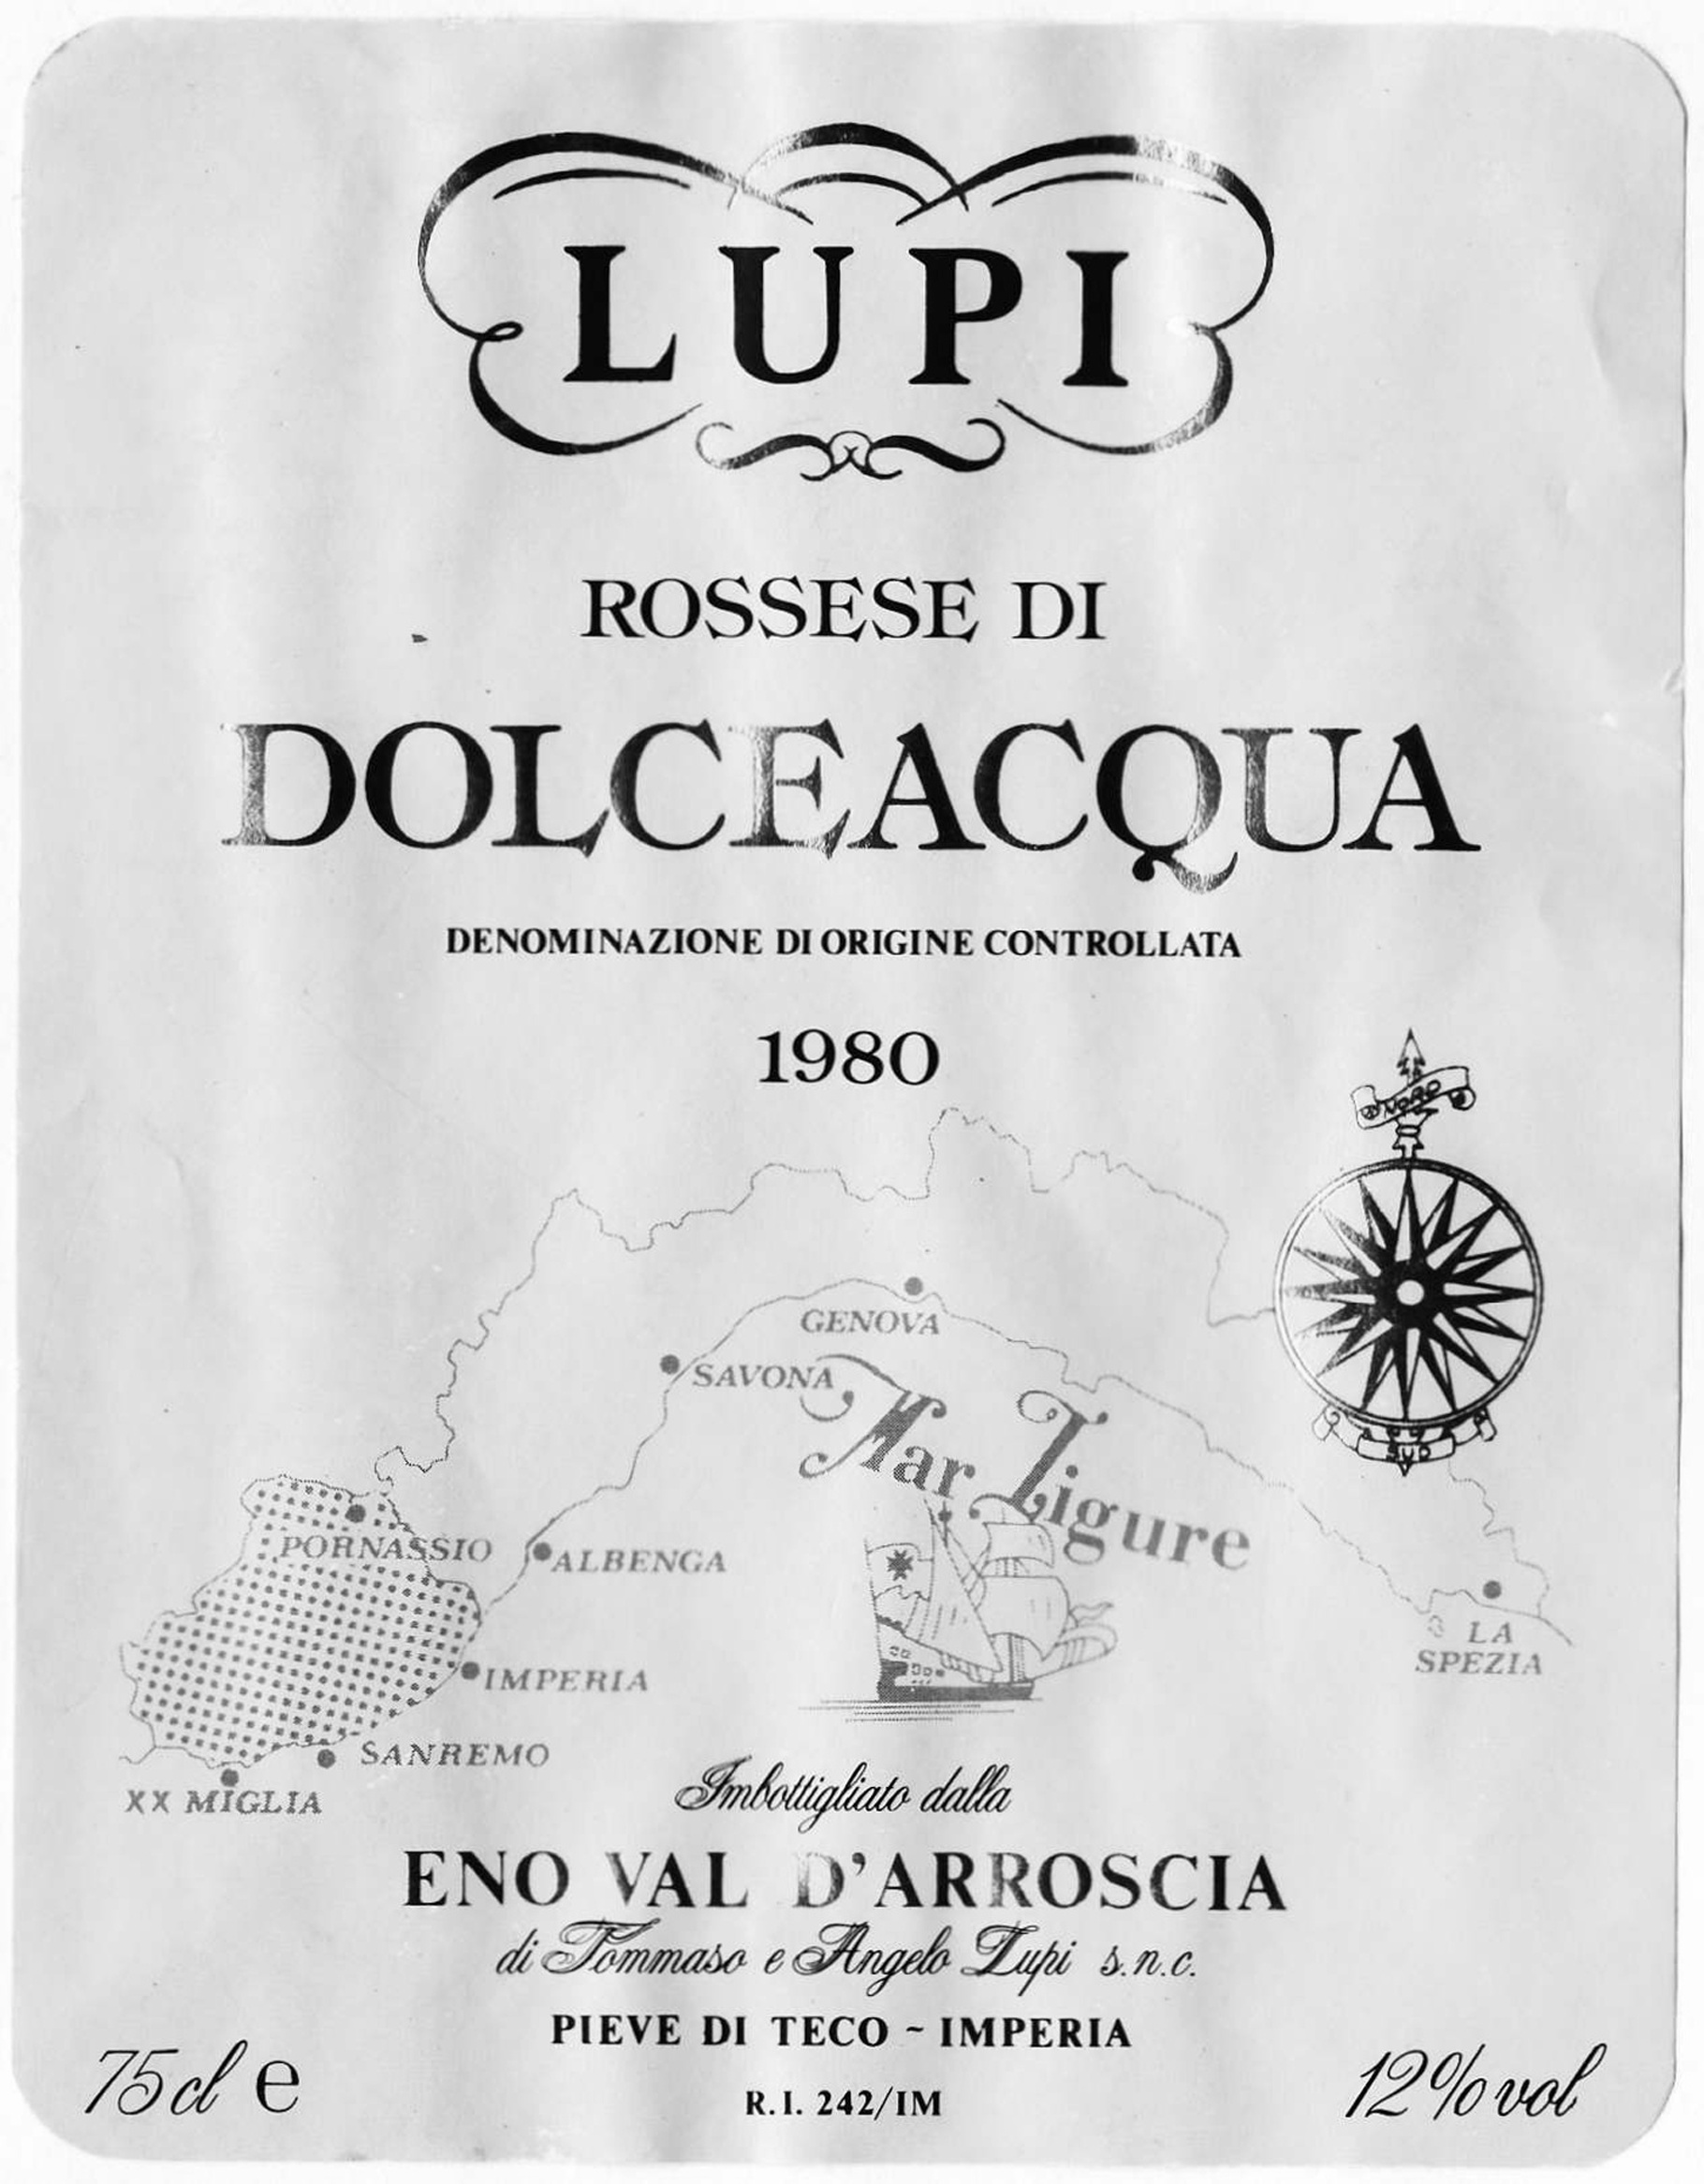 LUPI
ROSSESE DI
DOLCEACQUA
DENOMINAZIONE DI ORIGINE CONTROLLATA
1980
NORD
SUD
GENOVA
SAVONA
Mar Ligure
PORNASSIO
ALBENGA
LA
SPEZIA
IMPERIA
SANREMO
XX MIGLIA
Imbottigliato dalla
ENO VAL D'ARROSCIA
di Tommaso e Angelo Lupi s.n.c.
PIEVE DI TECO ~ IMPERIA
75 cl e
R.I. 242/IM
12% vol